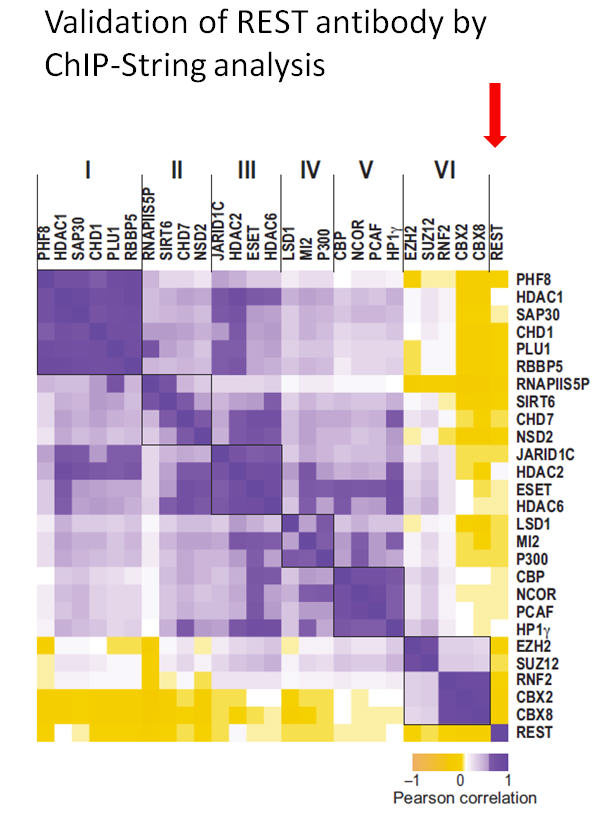 Validation of REST antibody by
ChIP-String analysis
I II III IV V VI
PHF8 HDAC1 SAP30 CHD1 PLU1 RBBP5 RNAPIIS5P SIRT6 CHD7 NSD2 JARID1C HDAC2 ESET HDAC6 LSD1 MI2 P300 CBP NCOR PCAF HP1γ EZH2 SUZ12 RNF2 CBX2 CBX8 REST
PHF8
HDAC1
SAP30
CHD1
PLU1
RBBP5
RNAPIIS5P
SIRT6
CHD7
NSD2
JARID1C
HDAC2
ESET
HDAC6
LSD1
MI2
P300
CBP
NCOR
PCAF
HP1γ
EZH2
SUZ12
RNF2
CBX2
CBX8
REST
−1 0 1
Pearson correlation